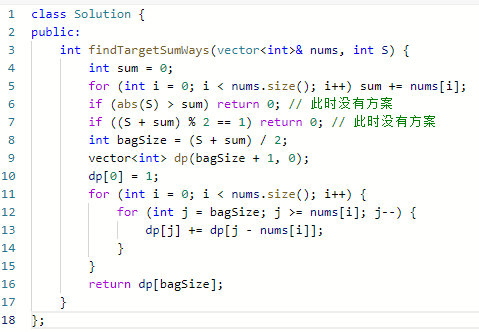 1 class Solution {
2 public:
3     int findTargetSumWays(vector<int>& nums, int S) {
4         int sum = 0;
5         for (int i = 0; i < nums.size(); i++) sum += nums[i];
6         if (abs(S) > sum) return 0; // 此时没有方案
7         if ((S + sum) % 2 == 1) return 0; // 此时没有方案
8         int bagSize = (S + sum) / 2;
9         vector<int> dp(bagSize + 1, 0);
10         dp[0] = 1;
11         for (int i = 0; i < nums.size(); i++) {
12             for (int j = bagSize; j >= nums[i]; j--) {
13                 dp[j] += dp[j - nums[i]];
14             }
15         }
16         return dp[bagSize];
17     }
18 };